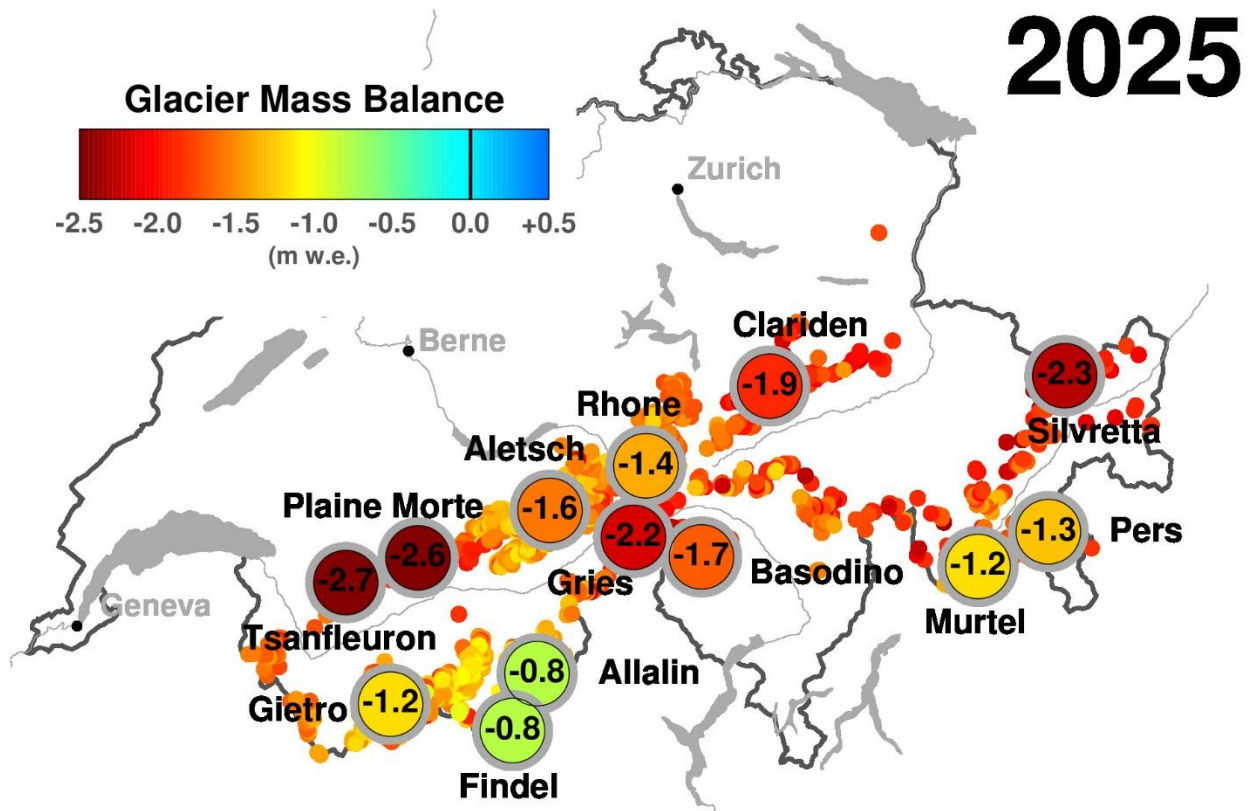 2025
Glacier Mass Balance
-2.5 -2.0 -1.5 -1.0 -0.5 0.0 +0.5
(m w.e.)
Zurich
Berne
Clariden
-1.9
-2.3
Silvretta
Rhone
-1.4
Aletsch
-1.6
Plaine Morte
-2.6
-2.2
Gries
-1.7
Basodino
-1.3
Pers
-1.2
Murtel
-2.7
Tsanfleuron
Geneva
-0.8
Allalin
Gietro
-1.2
-0.8
Findel